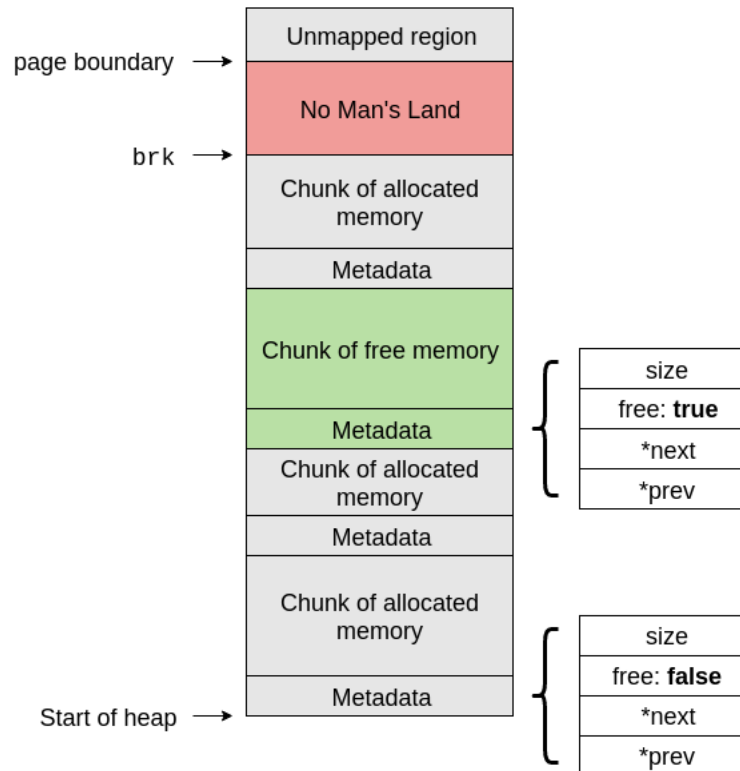 Unmapped region
page boundary
No Man's Land
brk
Chunk of allocated
memory
Metadata
Chunk of free memory
Metadata
Chunk of allocated
memory
Metadata
Chunk of allocated
memory
Metadata
Start of heap
size
free: true
*next
*prev
size
free: false
*next
*prev